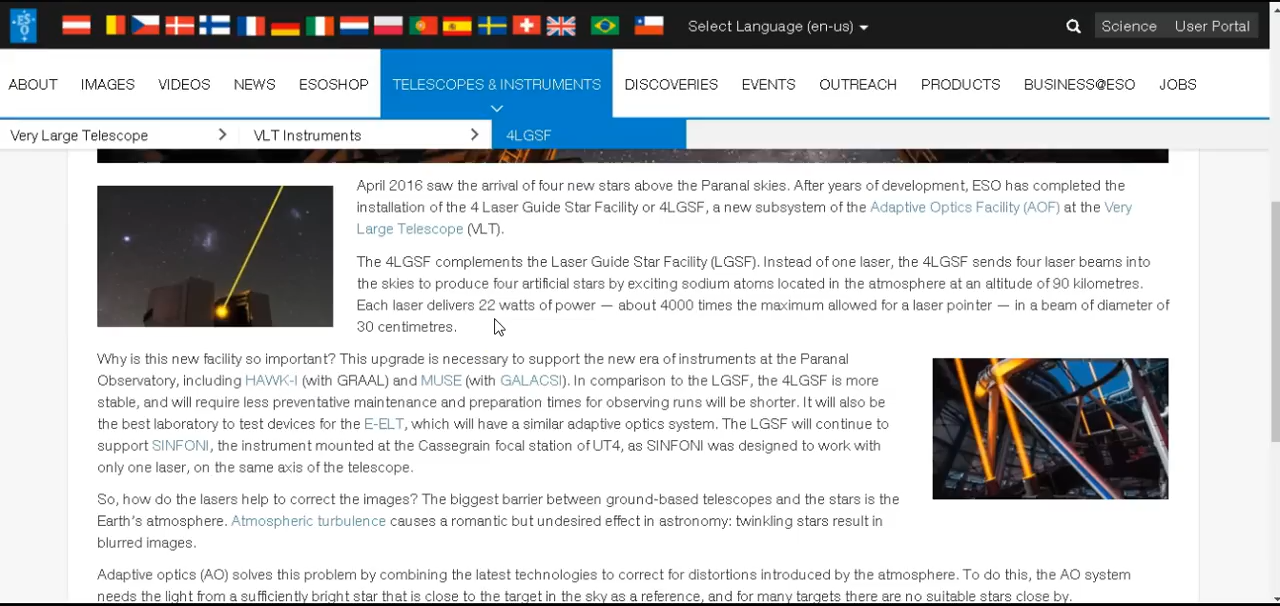 ESO
Select Language (en-us)
Science User Portal
ABOUT IMAGES VIDEOS NEWS ESOSHOP TELESCOPES & INSTRUMENTS DISCOVERIES EVENTS OUTREACH PRODUCTS BUSINESS@ESO JOBS
Very Large Telescope VLT Instruments 4LGSF
April 2016 saw the arrival of four new stars above the Paranal skies. After years of development, ESO has completed the
installation of the 4 Laser Guide Star Facility or 4LGSF, a new subsystem of the Adaptive Optics Facility (AOF) at the Very
Large Telescope (VLT).
The 4LGSF complements the Laser Guide Star Facility (LGSF). Instead of one laser, the 4LGSF sends four laser beams into
the skies to produce four artificial stars by exciting sodium atoms located in the atmosphere at an altitude of 90 kilometres.
Each laser delivers 22 watts of power — about 4000 times the maximum allowed for a laser pointer — in a beam of diameter of
30 centimetres.
Why is this new facility so important? This upgrade is necessary to support the new era of instruments at the Paranal
Observatory, including HAWK-I (with GRAAL) and MUSE (with GALACSI). In comparison to the LGSF, the 4LGSF is more
stable, and will require less preventative maintenance and preparation times for observing runs will be shorter. It will also be
the best laboratory to test devices for the E-ELT, which will have a similar adaptive optics system. The LGSF will continue to
support SINFONI, the instrument mounted at the Cassegrain focal station of UT4, as SINFONI was designed to work with
only one laser, on the same axis of the telescope.
So, how do the lasers help to correct the images? The biggest barrier between ground-based telescopes and the stars is the
Earth's atmosphere. Atmospheric turbulence causes a romantic but undesired effect in astronomy: twinkling stars result in
blurred images.
Adaptive optics (AO) solves this problem by combining the latest technologies to correct for distortions introduced by the atmosphere. To do this, the AO system
needs the light from a sufficiently bright star that is close to the target in the sky as a reference, and for many targets there are no suitable stars close by.